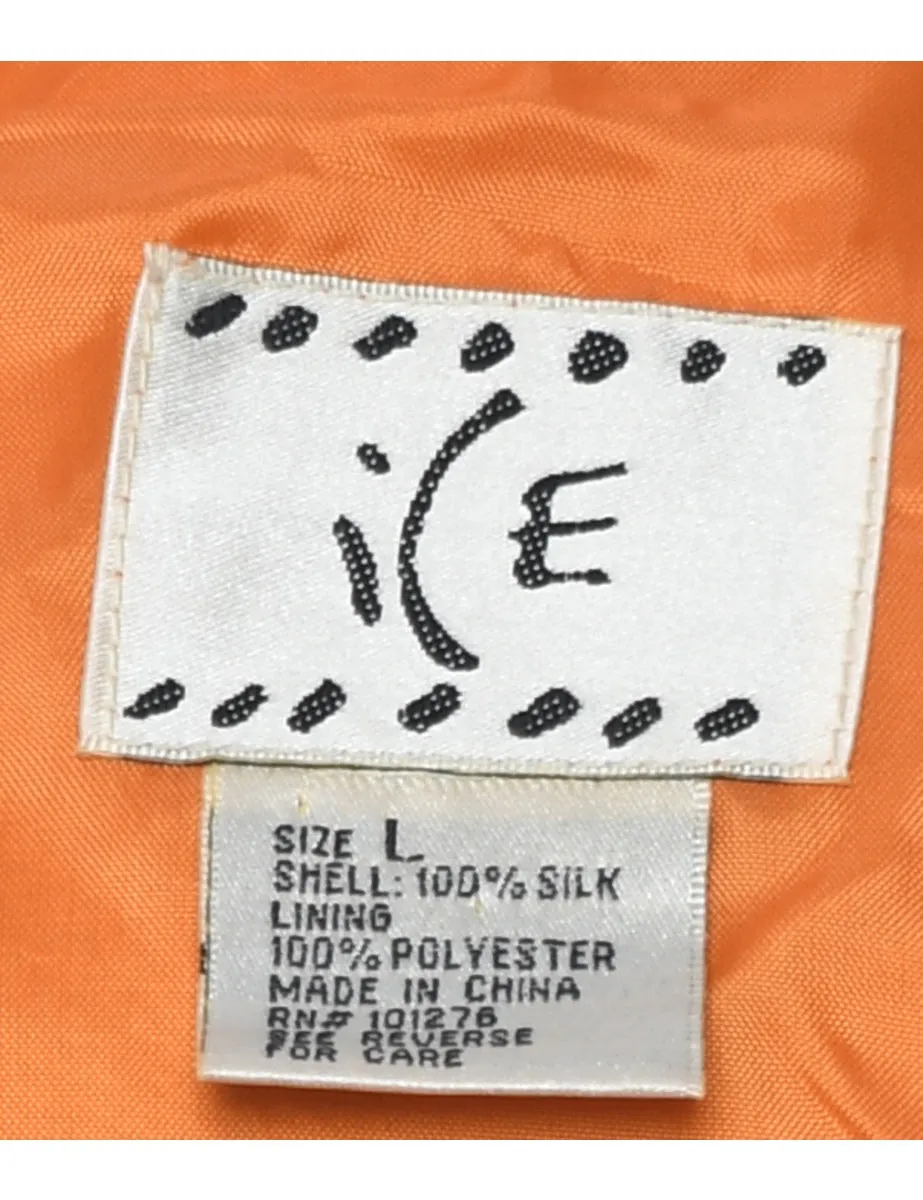 iCE
SIZE L
SHELL: 100% SILK
LINING
100% POLYESTER
MADE IN CHINA
RN# 101276
SEE REVERSE
FOR CARE